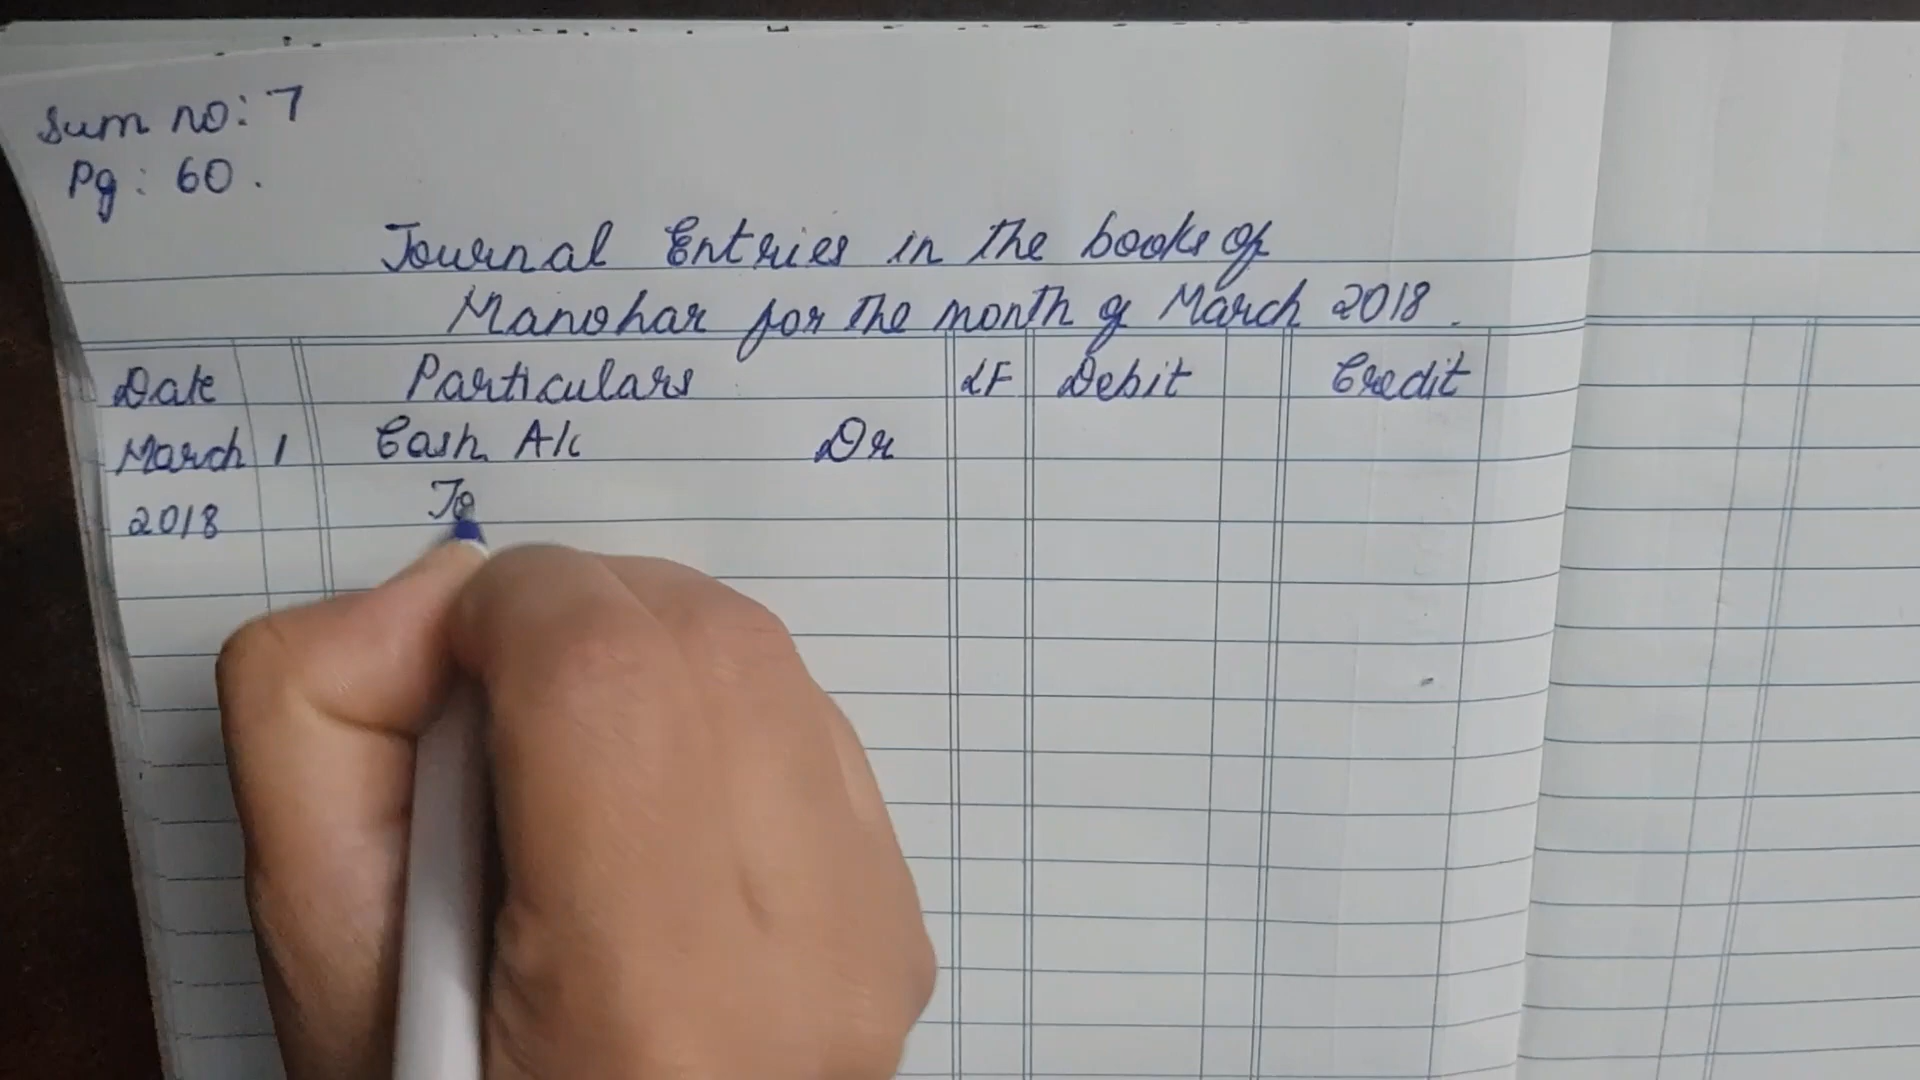 Sum no: 7
Pg: 60.
Journal Entries in the books of
Manohar for the month of March 2018.
Date Particulars LF Debit Credit
March 1 Cash A/c Dr
2018 To